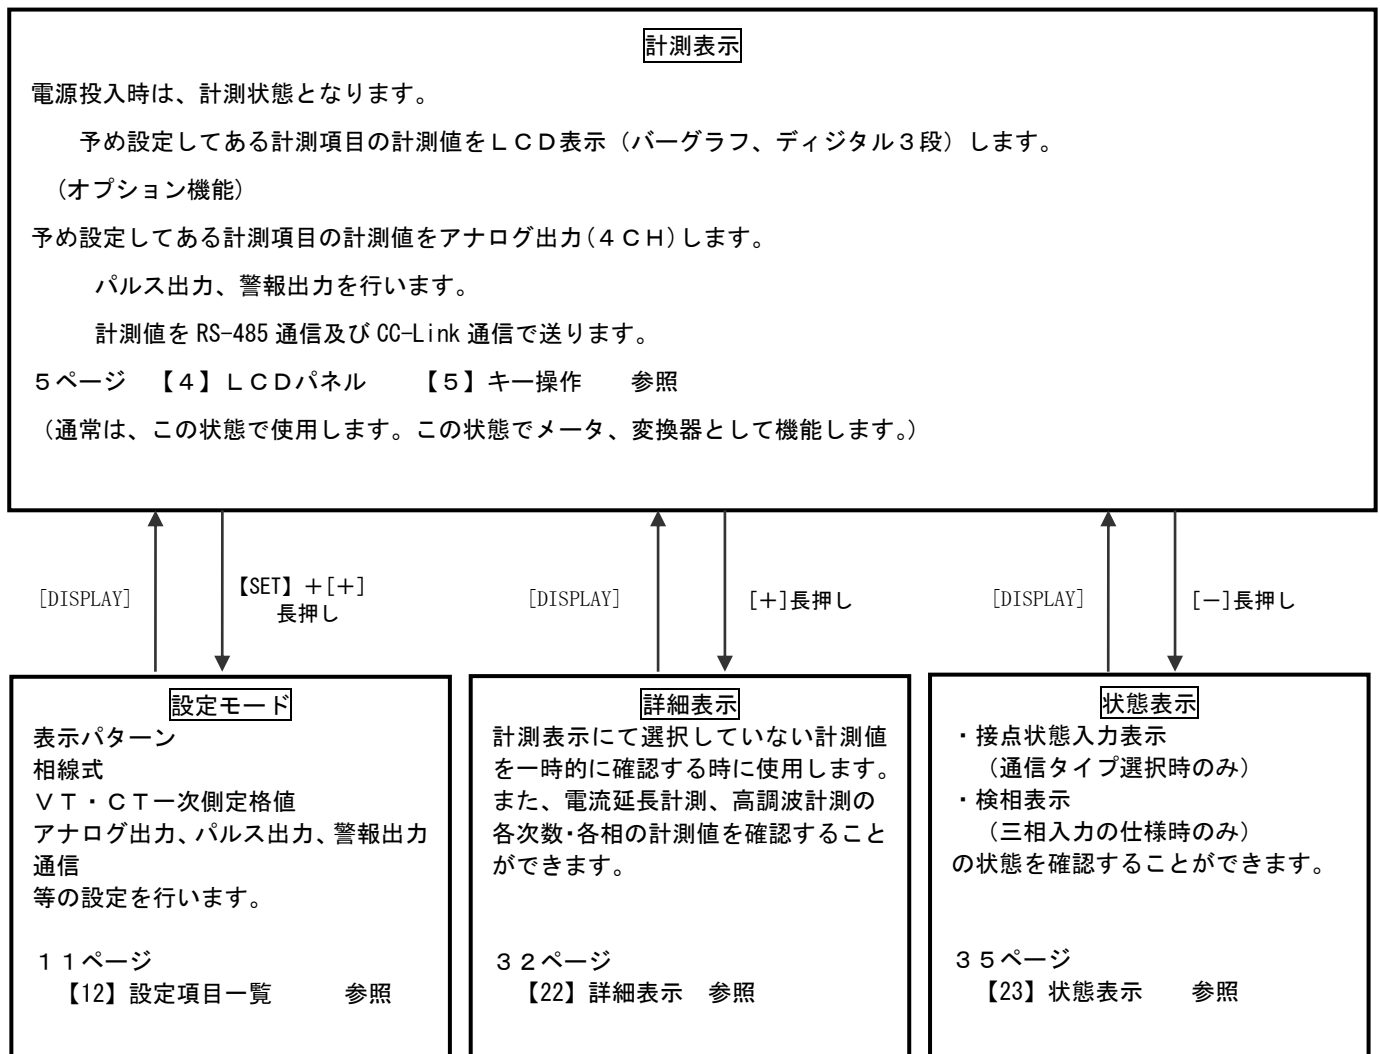 計測表示
電源投入時は、計測状態となります。
予め設定してある計測項目の計測値をＬＣＤ表示（バーグラフ、ディジタル３段）します。
(オプション機能)
予め設定してある計測項目の計測値をアナログ出力(４ＣＨ)します。
パルス出力、警報出力を行います。
計測値を RS-485 通信及び CC-Link 通信で送ります。
５ページ　【４】ＬＣＤパネル　　【５】キー操作　　参照
（通常は、この状態で使用します。この状態でメータ、変換器として機能します。）
[DISPLAY]
【SET】＋[＋]
長押し
[DISPLAY]
[＋]長押し
[DISPLAY]
[－]長押し
設定モード
表示パターン
相線式
ＶＴ・ＣＴ一次側定格値
アナログ出力、パルス出力、警報出力
通信
等の設定を行います。
１１ページ
【12】設定項目一覧　　　参照
詳細表示
計測表示にて選択していない計測値
を一時的に確認する時に使用します。
また、電流延長計測、高調波計測の
各次数・各相の計測値を確認すること
ができます。
３２ページ
【22】詳細表示　参照
状態表示
・接点状態入力表示
（通信タイプ選択時のみ）
・検相表示
（三相入力の仕様時のみ）
の状態を確認することができます。
３５ページ
【23】状態表示　　参照